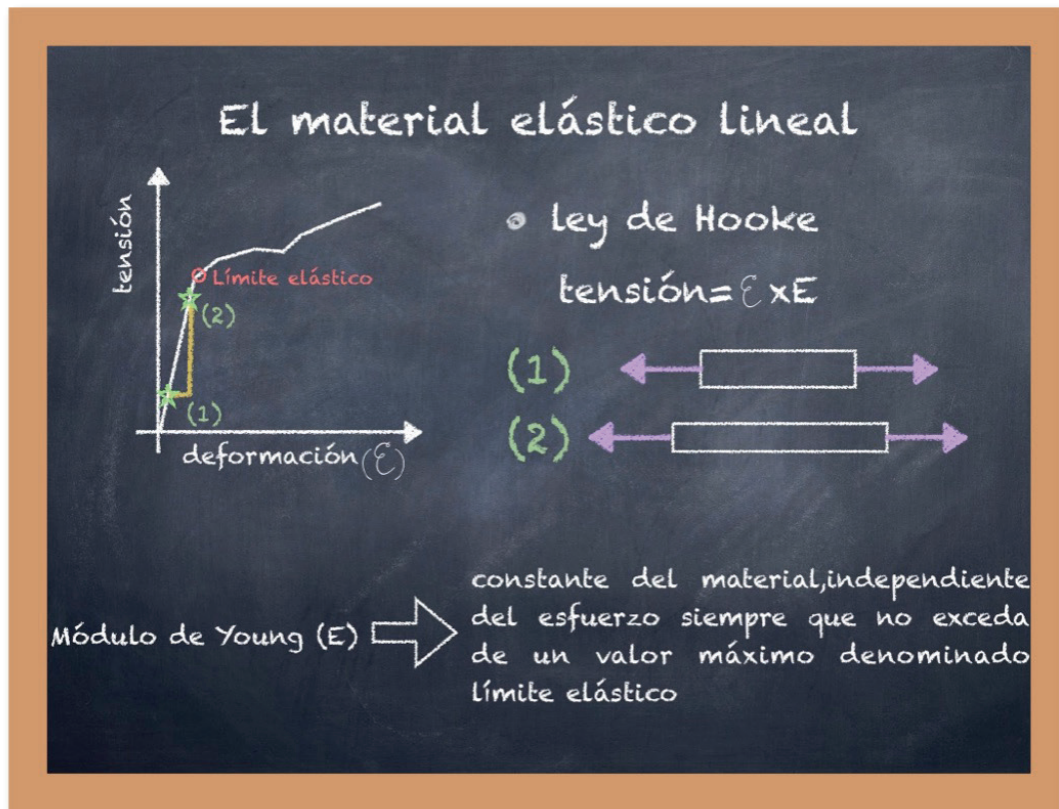 El material elástico lineal
tensión
Límite elástico
(2)
(1)
deformación(ε)
• ley de Hooke
tensión=ε x E
(1)
(2)
Módulo de Young (E)
constante del material,independiente
del esfuerzo siempre que no exceda
de un valor máximo denominado
límite elástico